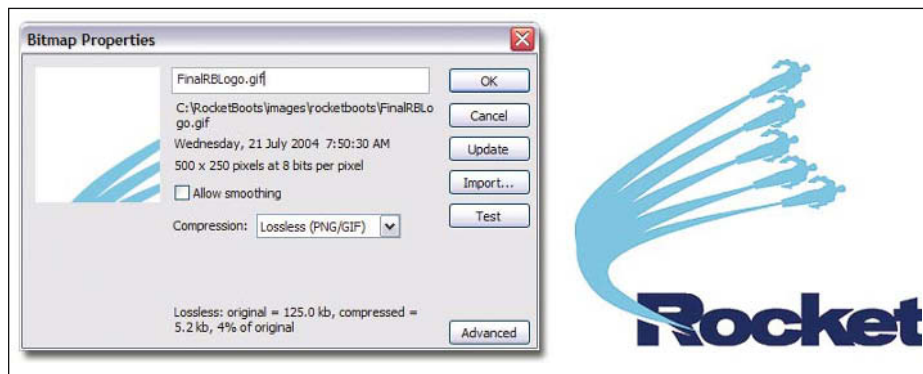 Bitmap Properties
FinalRBLogo.gif
C:\RocketBoots\images\rocketboots\FinalRBLo
go.gif
Wednesday, 21 July 2004 7:50:30 AM
500 x 250 pixels at 8 bits per pixel
Allow smoothing
Compression: Lossless (PNG/GIF)
Lossless: original = 125.0 kb, compressed =
5.2 kb, 4% of original
OK
Cancel
Update
Import...
Test
Advanced
Rocket